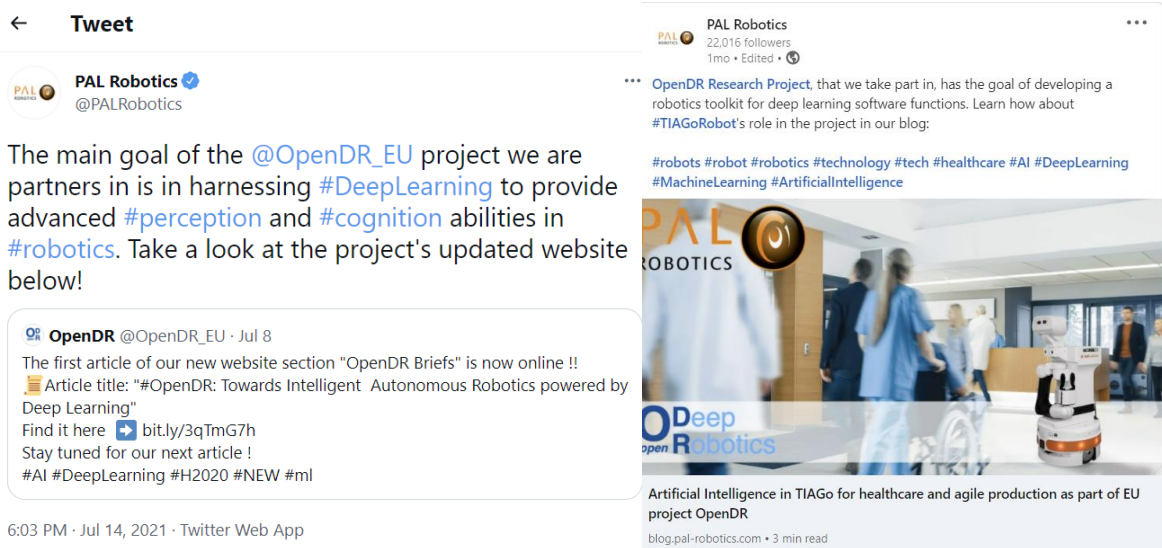 Tweet
PAL
ROBOTICS
PAL Robotics
@PALRobotics
The main goal of the @OpenDR_EU project we are
partners in is in harnessing #DeepLearning to provide
advanced #perception and #cognition abilities in
#robotics. Take a look at the project's updated website
below!
OpenDR @OpenDR_EU · Jul 8
The first article of our new website section "OpenDR Briefs" is now online !!
Article title: "#OpenDR: Towards Intelligent  Autonomous Robotics powered by
Deep Learning"
Find it here bit.ly/3qTmG7h
Stay tuned for our next article !
#AI #DeepLearning #H2020 #NEW #ml
6:03 PM · Jul 14, 2021 · Twitter Web App
PAL
ROBOTICS
PAL Robotics
22,016 followers
1mo • Edited •
OpenDR Research Project, that we take part in, has the goal of developing a
robotics toolkit for deep learning software functions. Learn how about
#TIAGoRobot's role in the project in our blog:
#robots #robot #robotics #technology #tech #healthcare #AI #DeepLearning
#MachineLearning #ArtificialIntelligence
PAL
ROBOTICS
Deep
open Robotics
Artificial Intelligence in TIAGo for healthcare and agile production as part of EU
project OpenDR
blog.pal-robotics.com • 3 min read